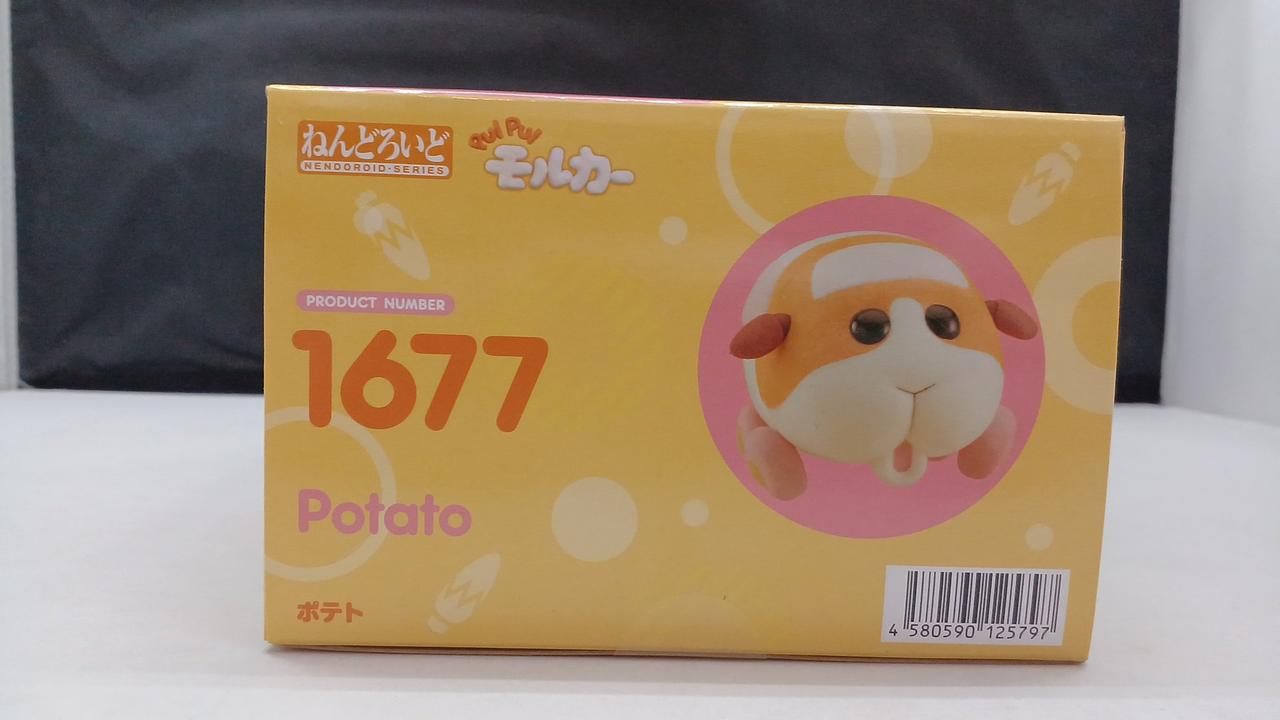 ねんどろいど
NENDOROID·SERIES
PUI PUI
モルカー
PRODUCT NUMBER
1677
Potato
ポテト
4 580590 125797